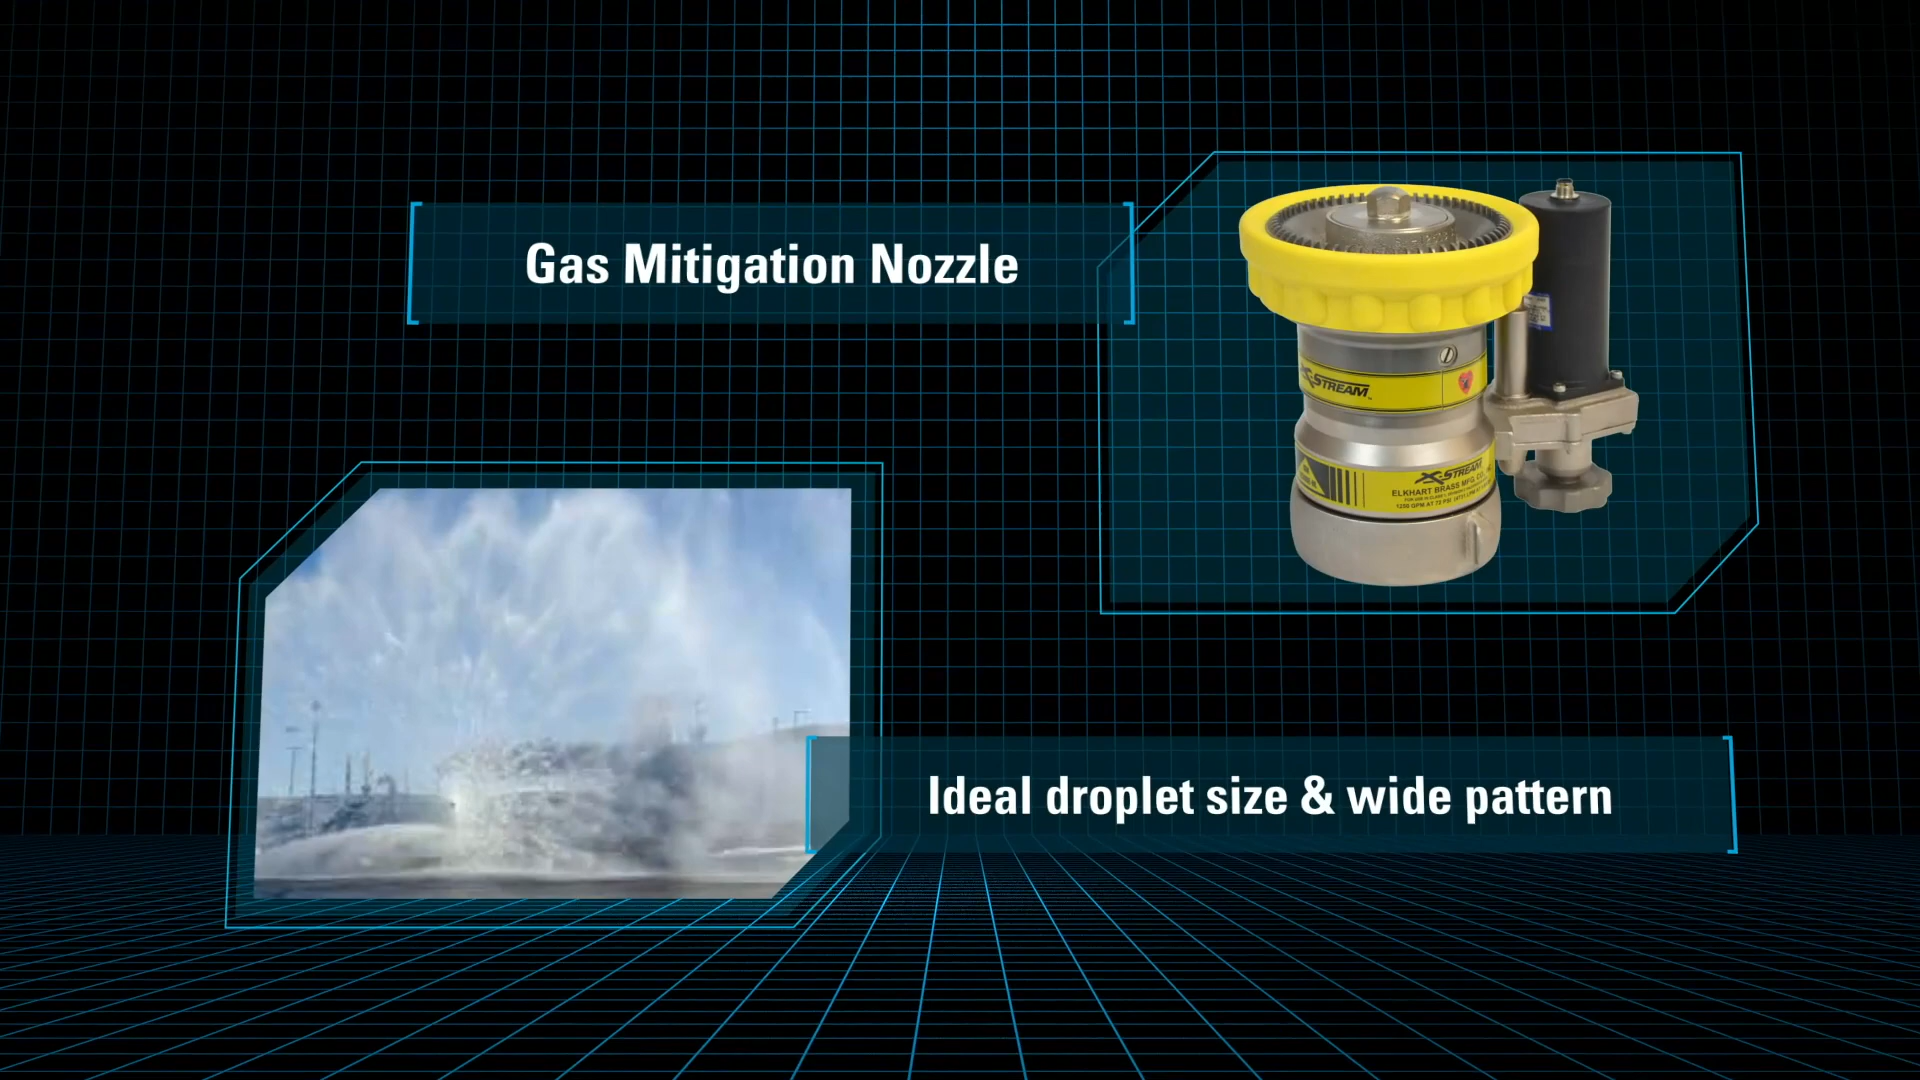 Gas Mitigation Nozzle
X-STREAM
X-STREAM
ELKHART BRASS MFG. CO.
Ideal droplet size & wide pattern